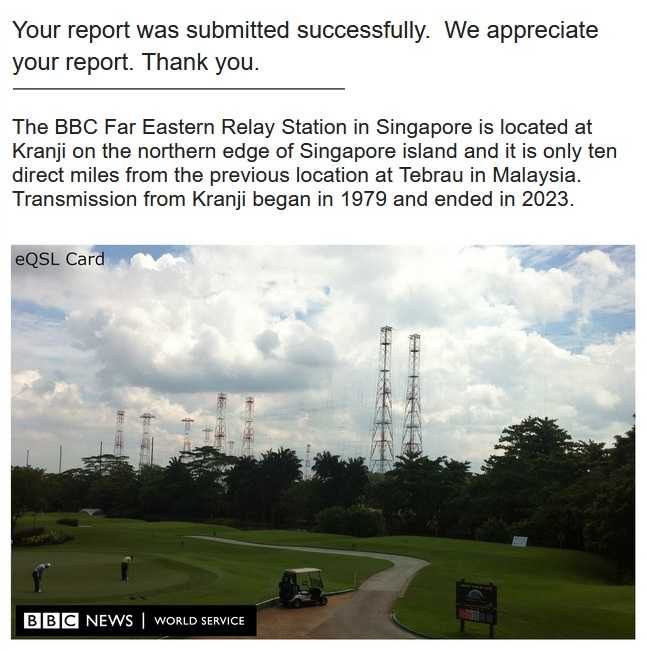 Your report was submitted successfully.  We appreciate
your report. Thank you.
The BBC Far Eastern Relay Station in Singapore is located at
Kranji on the northern edge of Singapore island and it is only ten
direct miles from the previous location at Tebrau in Malaysia.
Transmission from Kranji began in 1979 and ended in 2023.
eQSL Card
BBC NEWS | WORLD SERVICE